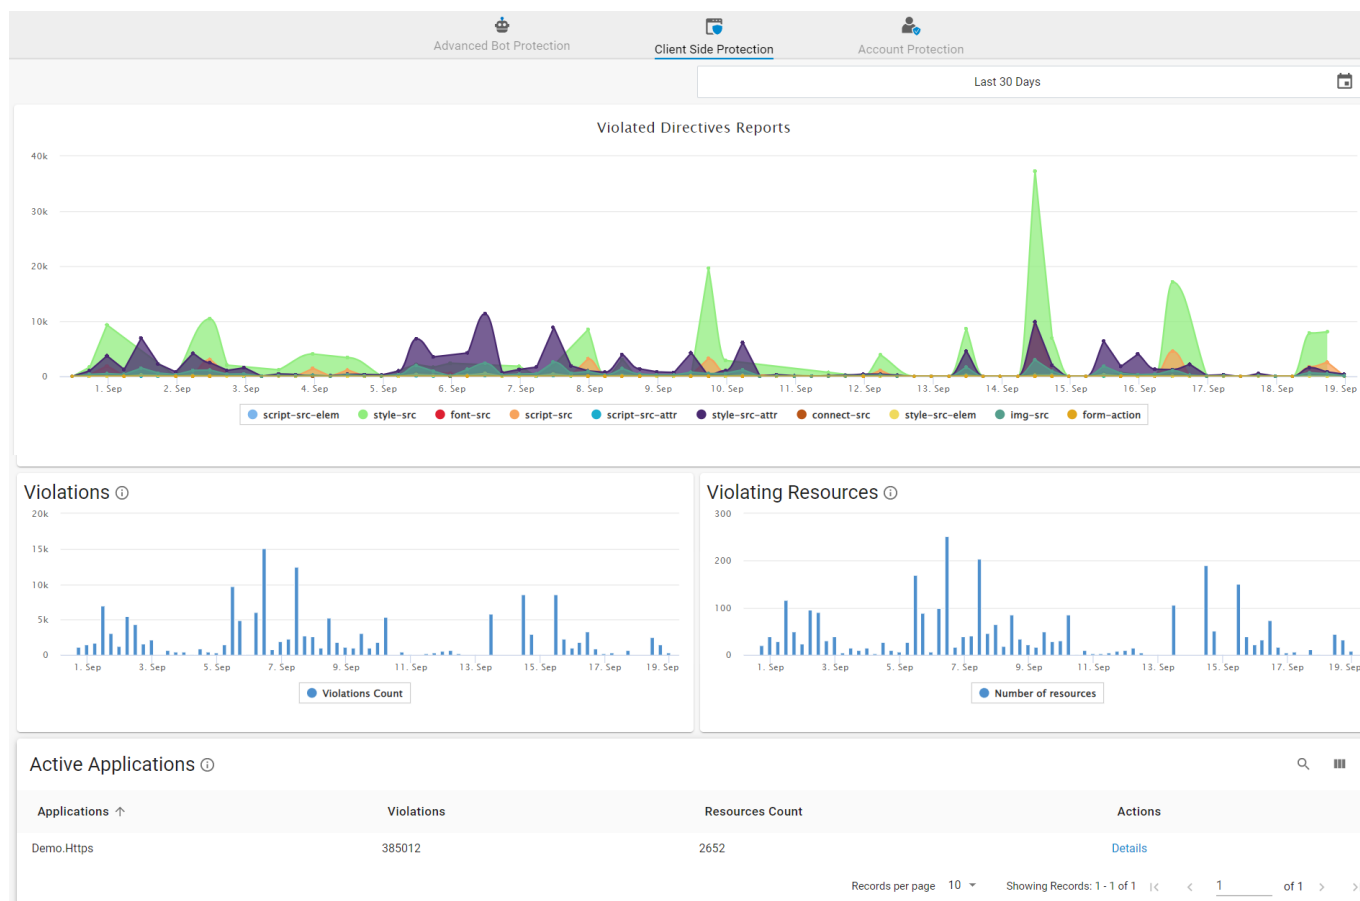 Advanced Bot Protection
Client Side Protection
Account Protection
Last 30 Days
Violated Directives Reports
40k
30k
20k
10k
0
1. Sep 2. Sep 3. Sep 4. Sep 5. Sep 6. Sep 7. Sep 8. Sep 9. Sep 10. Sep 11. Sep 12. Sep 13. Sep 14. Sep 15. Sep 16. Sep 17. Sep 18. Sep 19. Sep
script-src-elem style-src font-src script-src script-src-attr style-src-attr connect-src style-src-elem img-src form-action
Violations
20k
15k
10k
5k
0
1. Sep 3. Sep 5. Sep 7. Sep 9. Sep 11. Sep 13. Sep 15. Sep 17. Sep 19. Sep
Violations Count
Violating Resources
300
200
100
0
1. Sep 3. Sep 5. Sep 7. Sep 9. Sep 11. Sep 13. Sep 15. Sep 17. Sep 19. Sep
Number of resources
Active Applications
Applications Violations Resources Count Actions
Demo.Https 385012 2652 Details
Records per page 10 Showing Records: 1 - 1 of 1 1 of 1